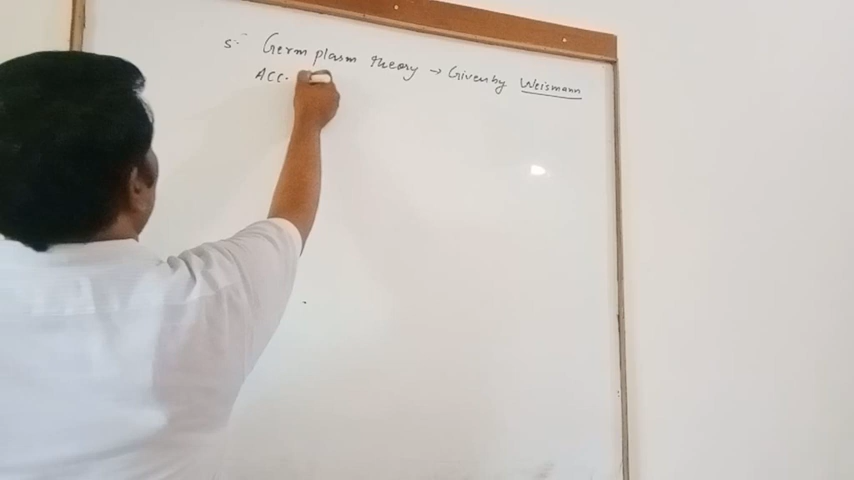 5:- Germ plasm theory → Given by Weismann
Acc.